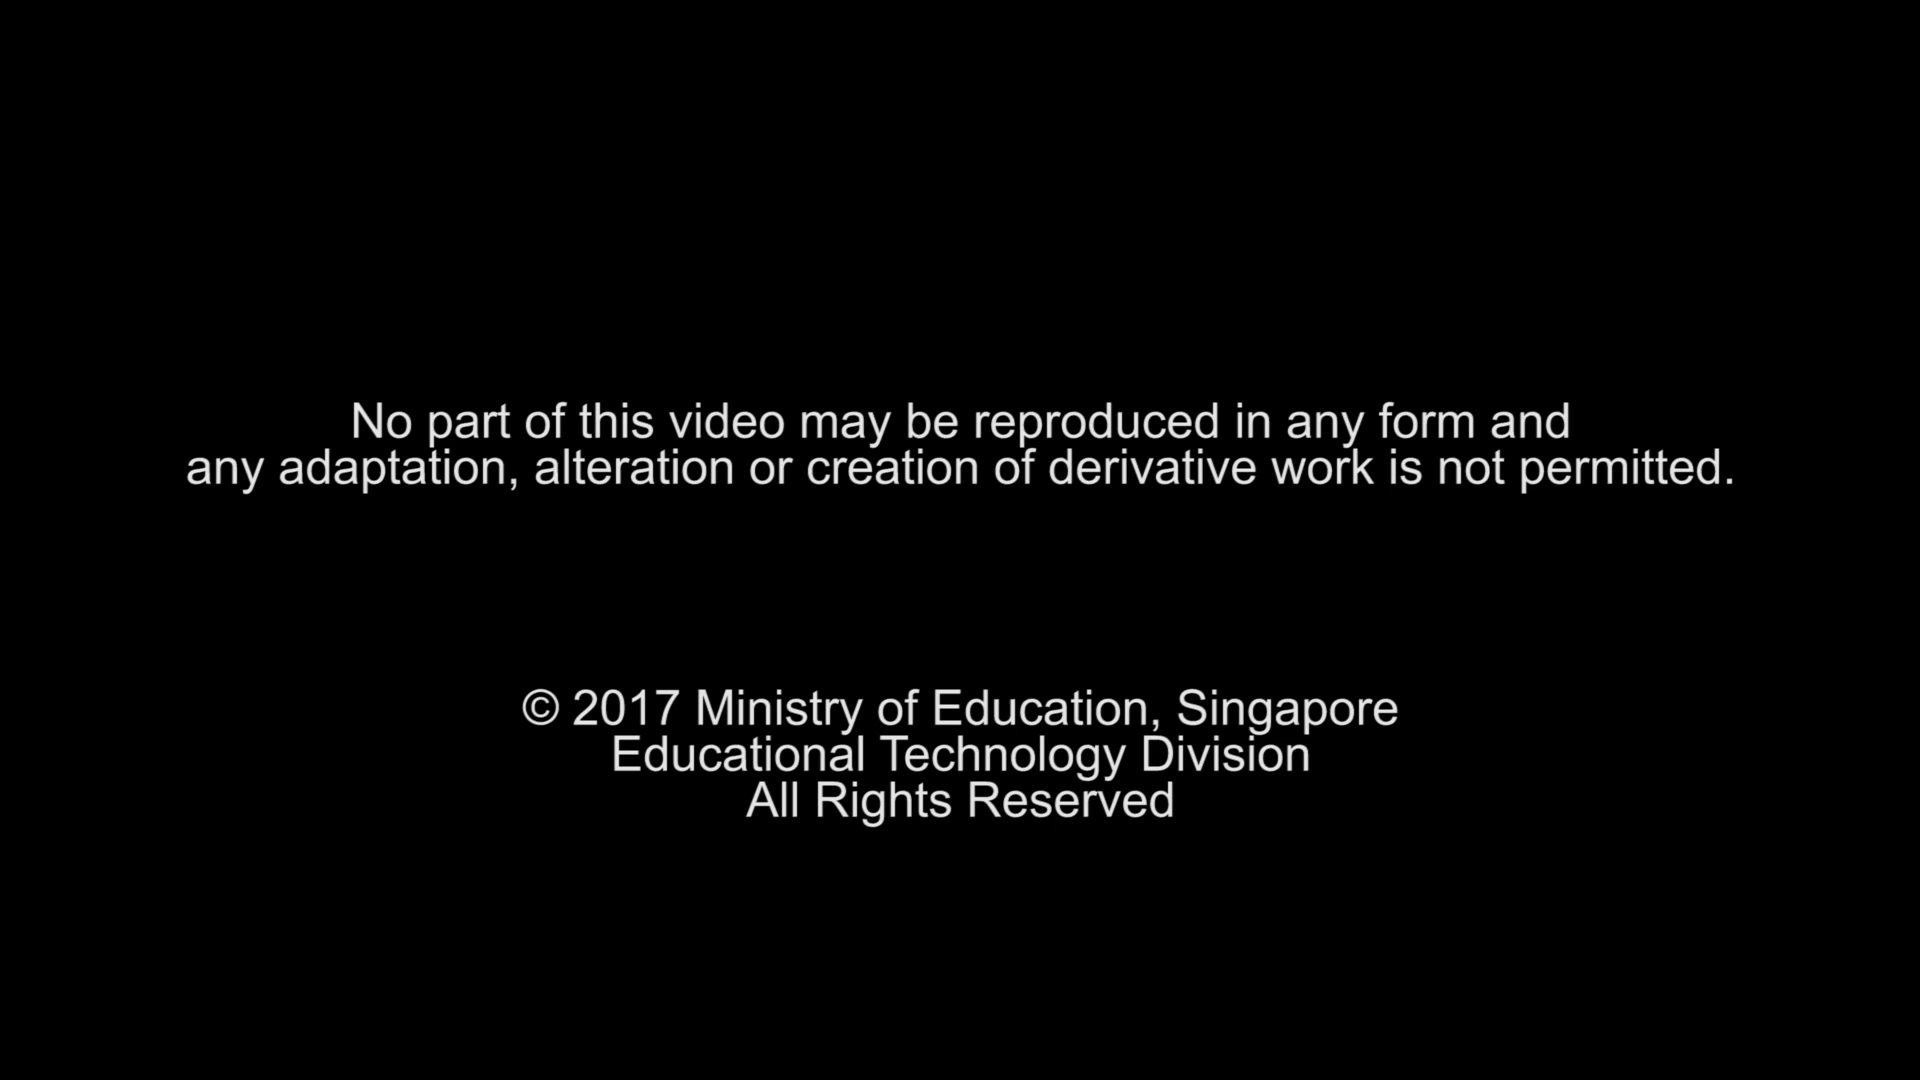 No part of this video may be reproduced in any form and
any adaptation, alteration or creation of derivative work is not permitted.
© 2017 Ministry of Education, Singapore
Educational Technology Division
All Rights Reserved